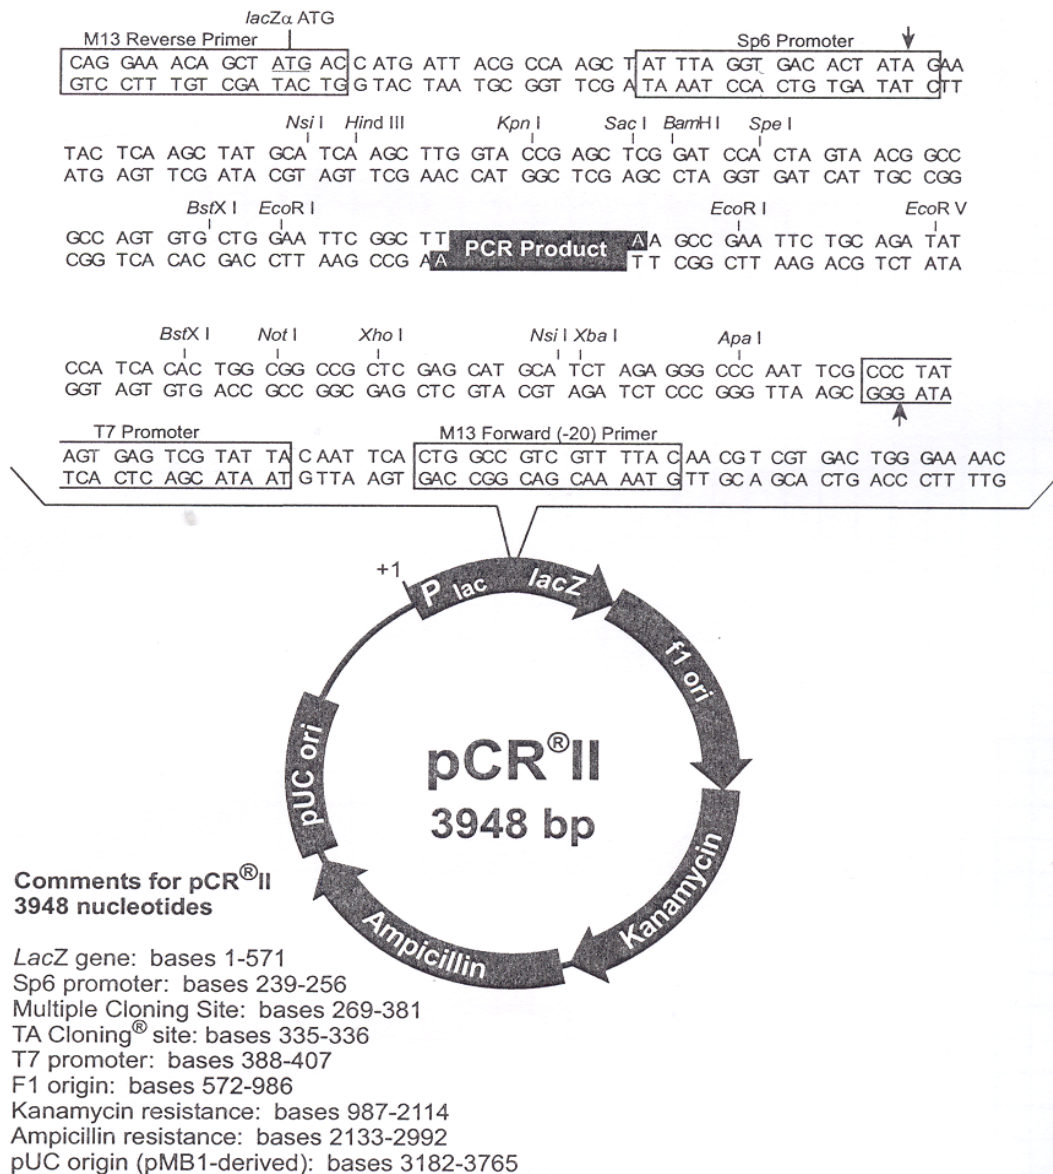 lacZα ATG
M13 Reverse Primer
Sp6 Promoter
CAG GAA ACA GCT ATG AC C ATG ATT ACG CCA AGC T AT TTA GGT GAC ACT ATA G AA
GTC CTT TGT CGA TAC TG G TAC TAA TGC GGT TCG A TA AAT CCA CTG TGA TAT C TT
Nsi I Hind III Kpn I Sac I BamH I Spe I
TAC TCA AGC TAT GCA TCA AGC TTG GTA CCG AGC TCG GAT CCA CTA GTA ACG GCC
ATG AGT TCG ATA CGT AGT TCG AAC CAT GGC TCG AGC CTA GGT GAT CAT TGC CGG
BstX I EcoR I EcoR I EcoR V
GCC AGT GTG CTG GAA TTC GGC TT PCR Product A A GCC GAA TTC TGC AGA TAT
CGG TCA CAC GAC CTT AAG CCG A A T T CGG CTT AAG ACG TCT ATA
BstX I Not I Xho I Nsi I Xba I Apa I
CCA TCA CAC TGG CGG CCG CTC GAG CAT GCA TCT AGA GGG CCC AAT TCG CCC TAT
GGT AGT GTG ACC GCC GGC GAG CTC GTA CGT AGA TCT CCC GGG TTA AGC GGG ATA
T7 Promoter
M13 Forward (-20) Primer
AGT GAG TCG TAT TA C AAT TCA CTG GCC GTC GTT TTA C AA CGT CGT GAC TGG GAA AAC
TCA CTC AGC ATA AT G TTA AGT GAC CGG CAG CAA AAT G TT GCA GCA CTG ACC CTT TTG
+1
P lac
lacZ
f1 ori
Kanamycin
Ampicillin
pUC ori
pCR®II
3948 bp
Comments for pCR®II
3948 nucleotides
LacZ gene: bases 1-571
Sp6 promoter: bases 239-256
Multiple Cloning Site: bases 269-381
TA Cloning® site: bases 335-336
T7 promoter: bases 388-407
F1 origin: bases 572-986
Kanamycin resistance: bases 987-2114
Ampicillin resistance: bases 2133-2992
pUC origin (pMB1-derived): bases 3182-3765